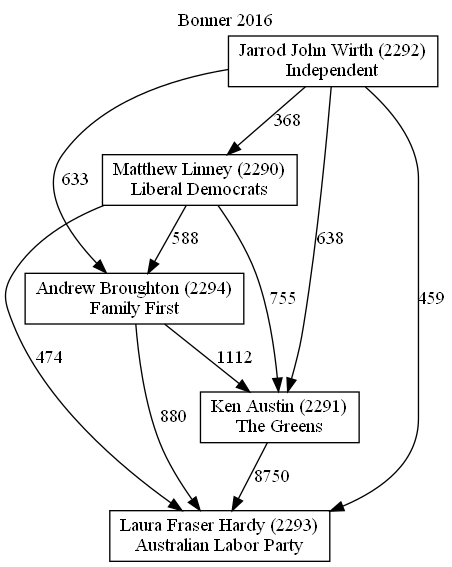 Bonner 2016
Jarrod John Wirth (2292)
Independent
368
Matthew Linney (2290)
Liberal Democrats
633
588
638
755
459
Andrew Broughton (2294)
Family First
474
1112
880
Ken Austin (2291)
The Greens
8750
Laura Fraser Hardy (2293)
Australian Labor Party